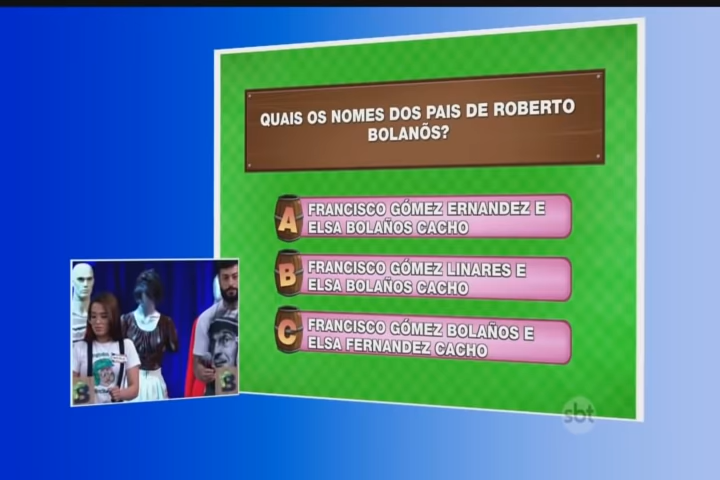 QUAIS OS NOMES DOS PAIS DE ROBERTO
BOLANÕS?
A FRANCISCO GÓMEZ ERNANDEZ E
ELSA BOLAÑOS CACHO
B FRANCISCO GÓMEZ LINARES E
ELSA BOLAÑOS CACHO
C FRANCISCO GÓMEZ BOLAÑOS E
ELSA FERNANDEZ CACHO
sbt